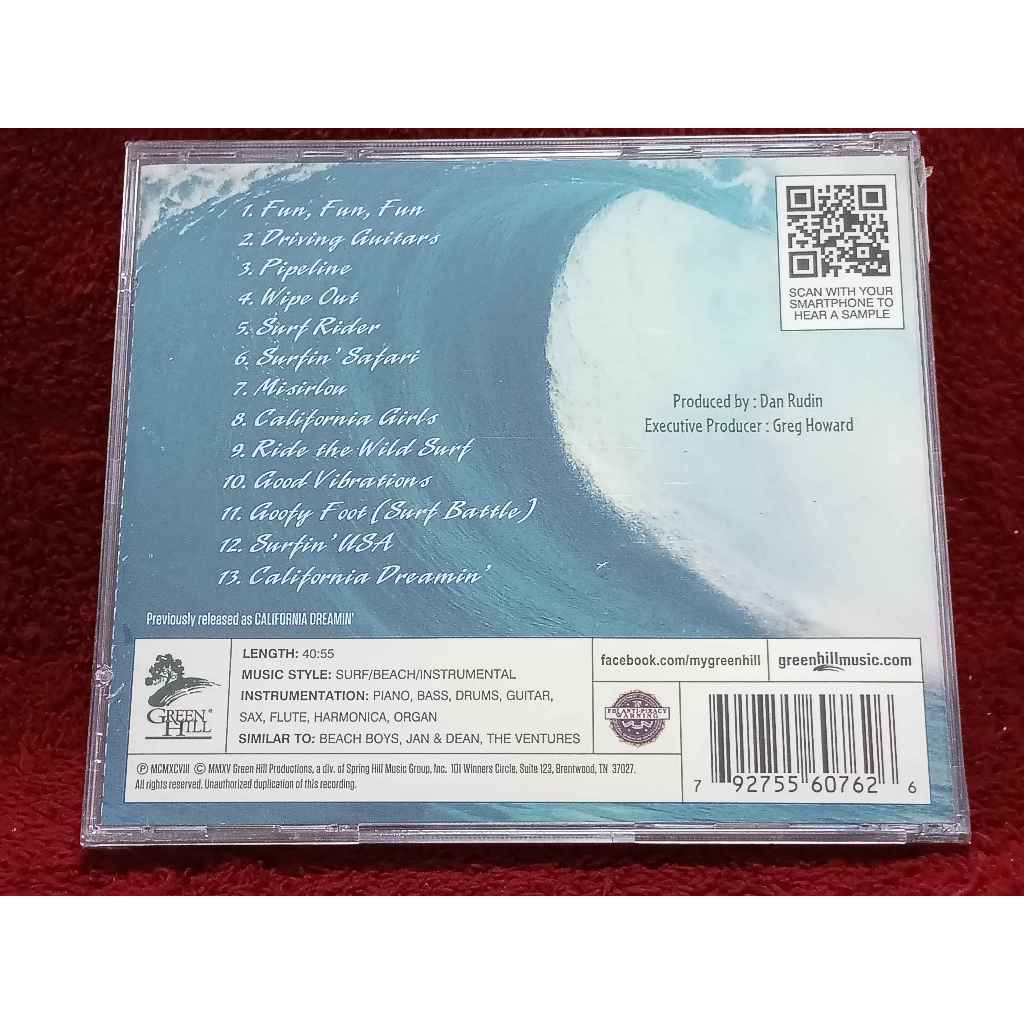 1. Fun, Fun, Fun
2. Driving Guitars
3. Pipeline
4. Wipe Out
5. Surf Rider
6. Surfin' Safari
7. Misirlou
8. California Girls
9. Ride the Wild Surf
10. Good Vibrations
11. Goofy Foot (Surf Battle)
12. Surfin' USA
13. California Dreamin'
SCAN WITH YOUR
SMARTPHONE TO
HEAR A SAMPLE
Produced by : Dan Rudin
Executive Producer : Greg Howard
Previously released as CALIFORNIA DREAMIN'
GREEN
HILL
LENGTH: 40:55
MUSIC STYLE: SURF/BEACH/INSTRUMENTAL
INSTRUMENTATION: PIANO, BASS, DRUMS, GUITAR,
SAX, FLUTE, HARMONICA, ORGAN
SIMILAR TO: BEACH BOYS, JAN & DEAN, THE VENTURES
facebook.com/mygreenhill
greenhillmusic.com
FBI ANTI-PIRACY
WARNING
℗ MCMXCVIII © MMXV Green Hill Productions, a div. of Spring Hill Music Group, Inc. 101 Winners Circle, Suite 123, Brentwood, TN 37027.
All rights reserved. Unauthorized duplication of this recording.
7 92755 60762 6